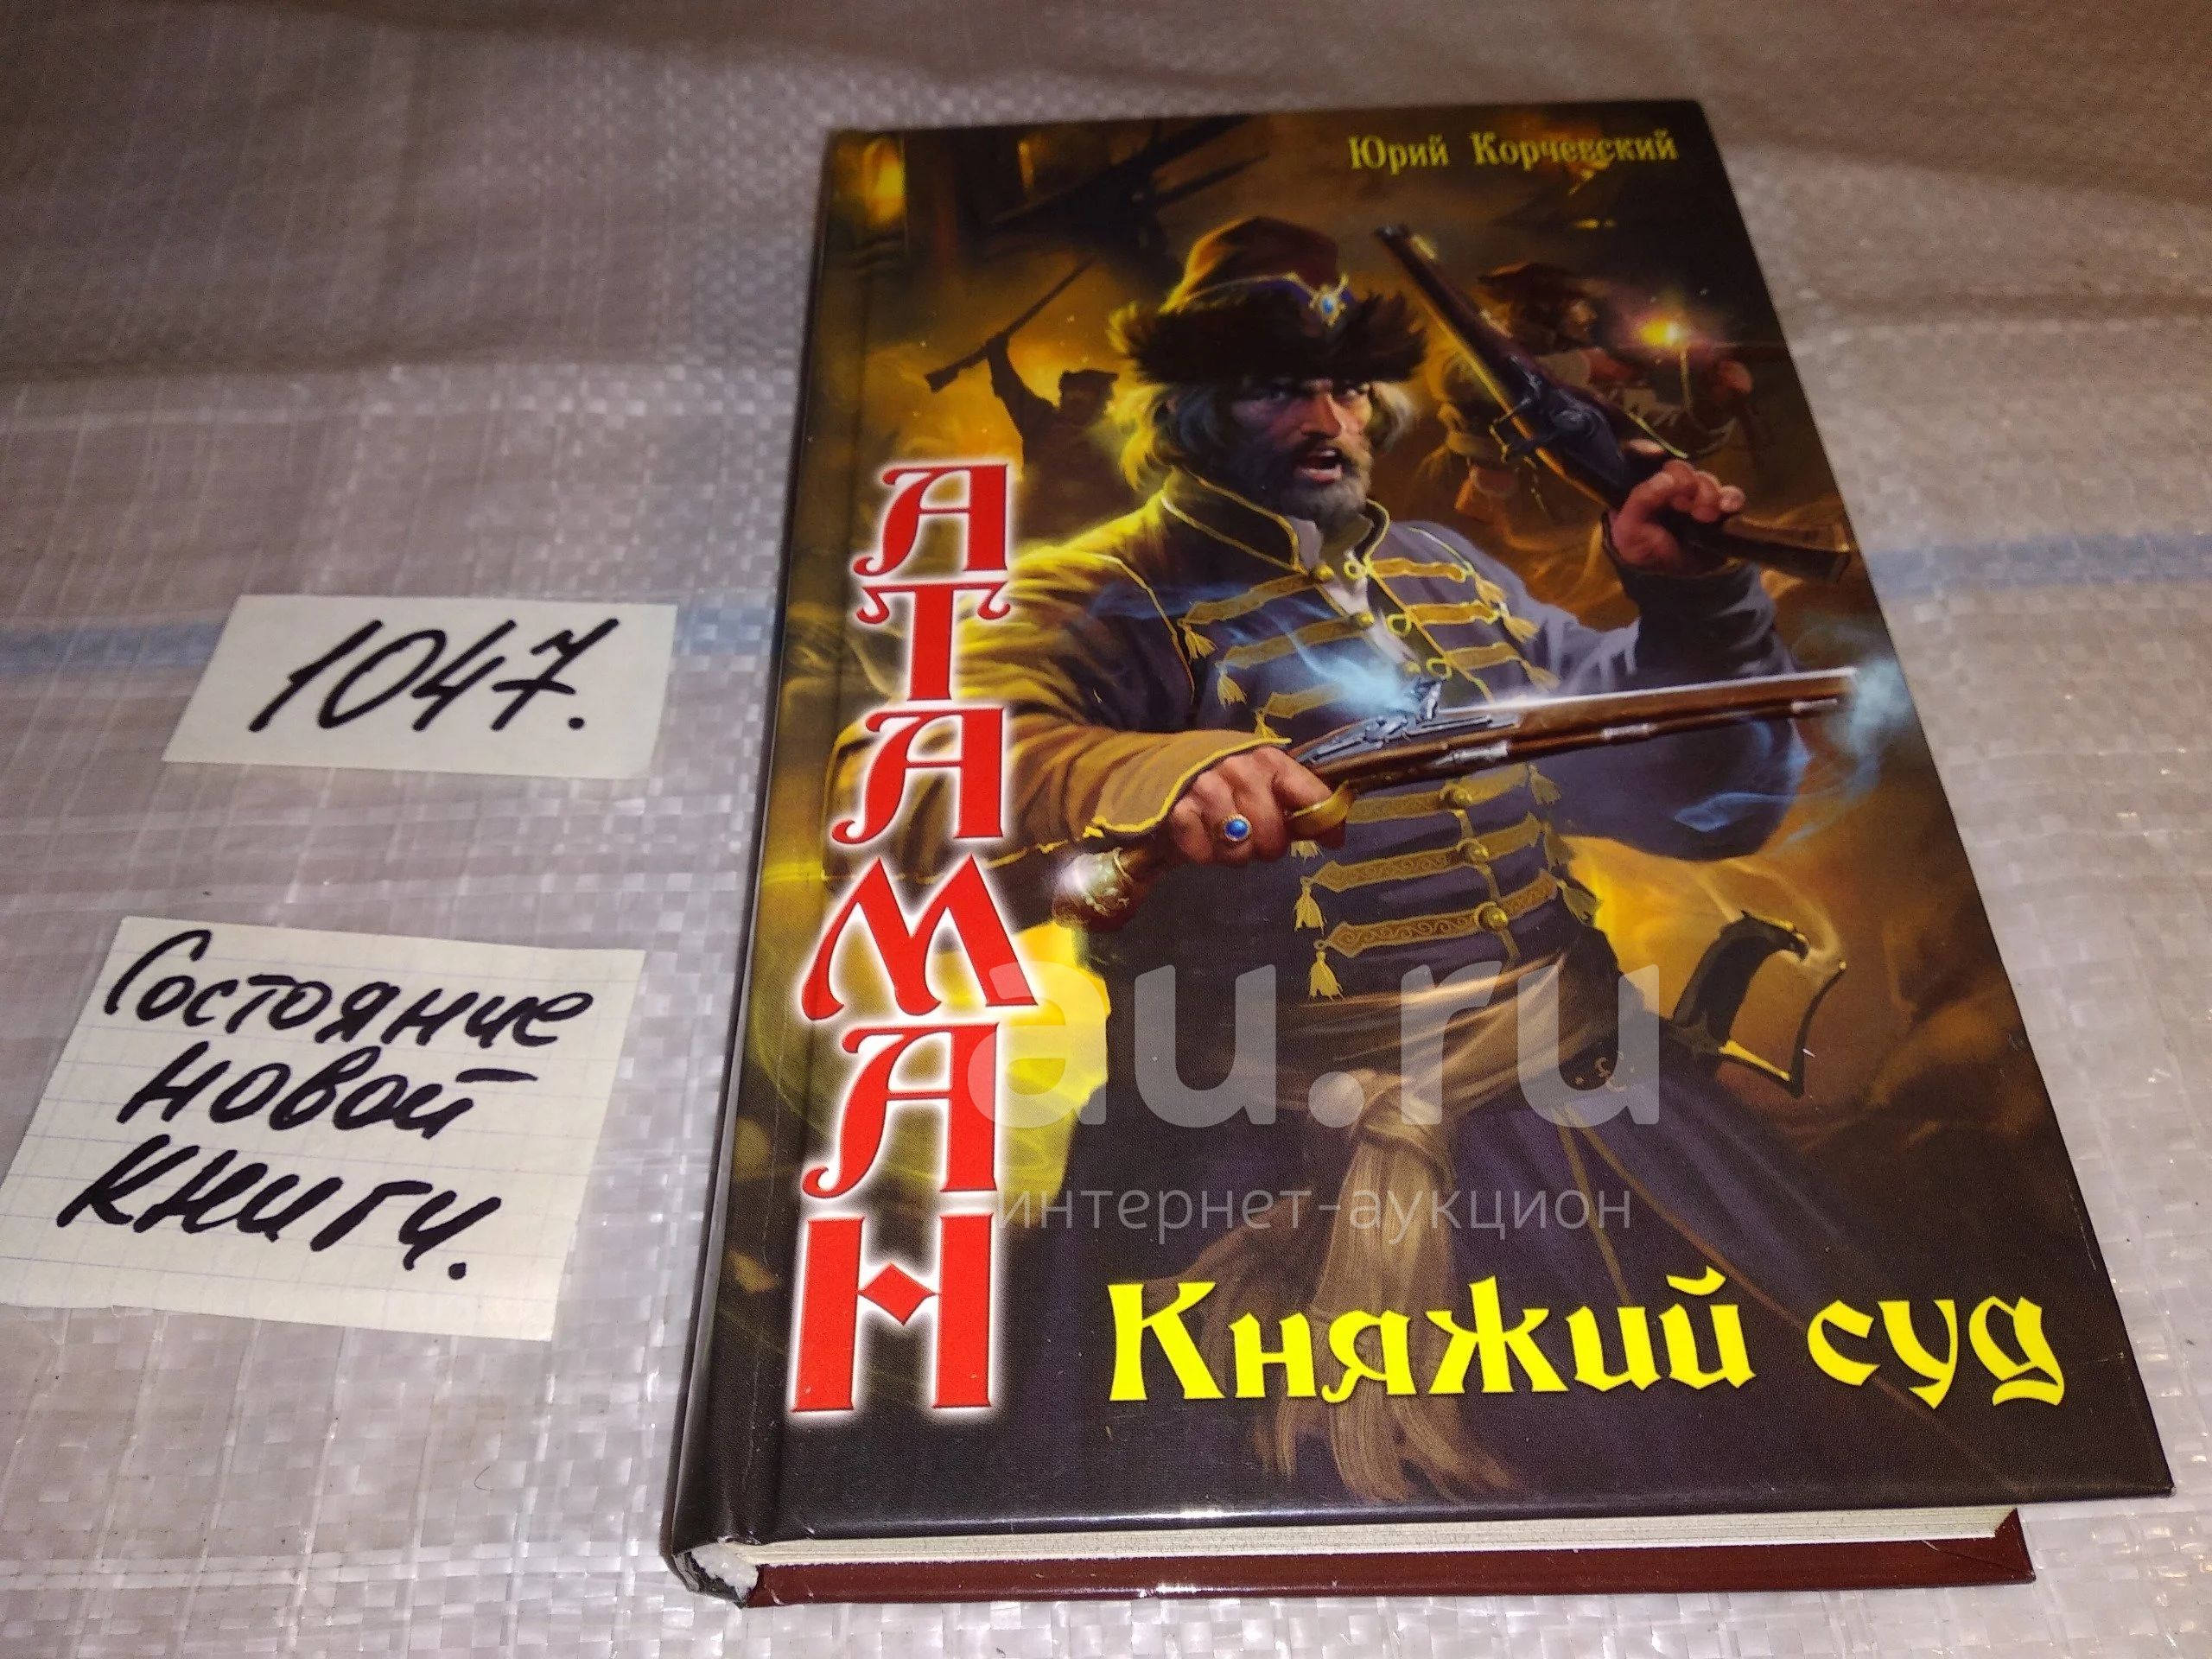 Юрий Корчевский
АТАМАН
Княжий суд
1047.
Состояние
новой
книги.
au.ru
интернет-аукцион